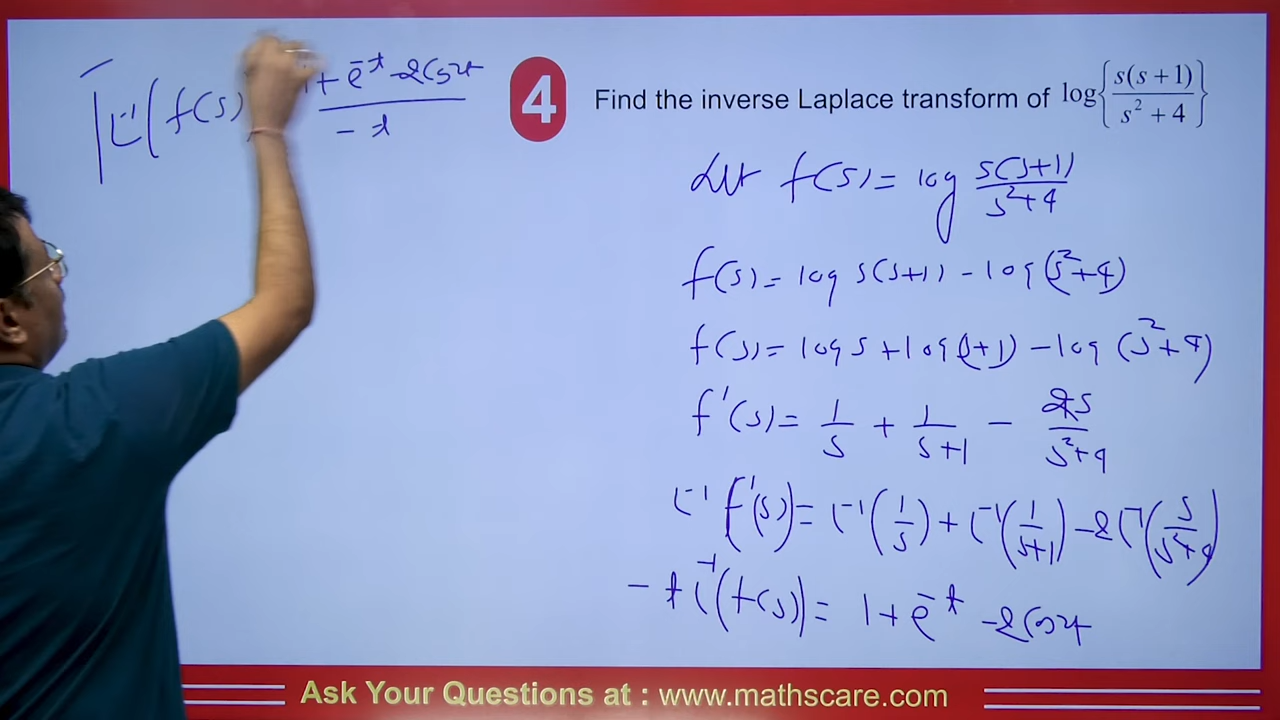 4 Find the inverse Laplace transform of log{s(s+1)/(s²+4)}
Let f(s) = log s(s+1)/(s²+4)
f(s) = log s(s+1) - log (s²+4)
f(s) = log s + log (s+1) - log (s²+4)
f'(s) = 1/s + 1/(s+1) - 2s/(s²+4)
L⁻¹ f'(s)) = L⁻¹(1/s) + L⁻¹(1/(s+1)) - 2L⁻¹(s/(s²+4))
-t L⁻¹(f(s)) = 1 + e⁻ᵗ - 2Cos2t
L⁻¹(f(s) 1 + e⁻ᵗ - 2Cos2t / -t
Ask Your Questions at : www.mathscare.com